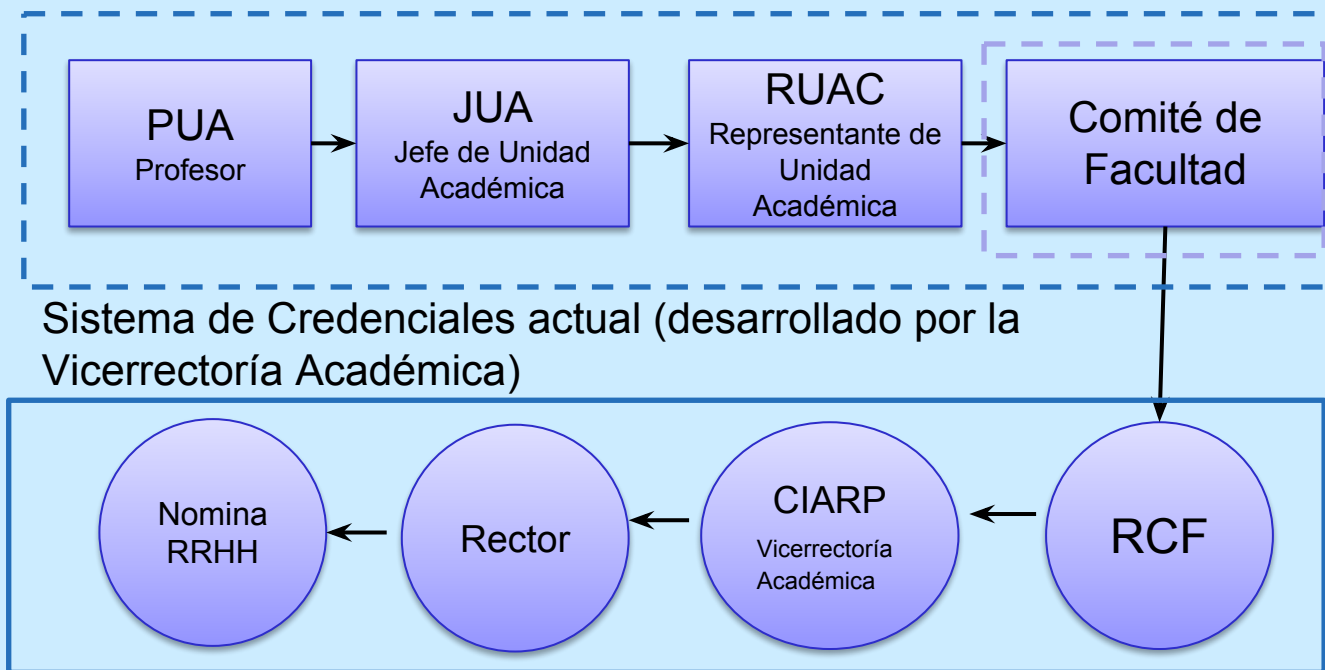 PUA
Profesor
JUA
Jefe de Unidad
Académica
RUAC
Representante de
Unidad
Académica
Comité de
Facultad
Sistema de Credenciales actual (desarrollado por la
Vicerrectoría Académica)
Nomina
RRHH
Rector
CIARP
Vicerrectoría
Académica
RCF